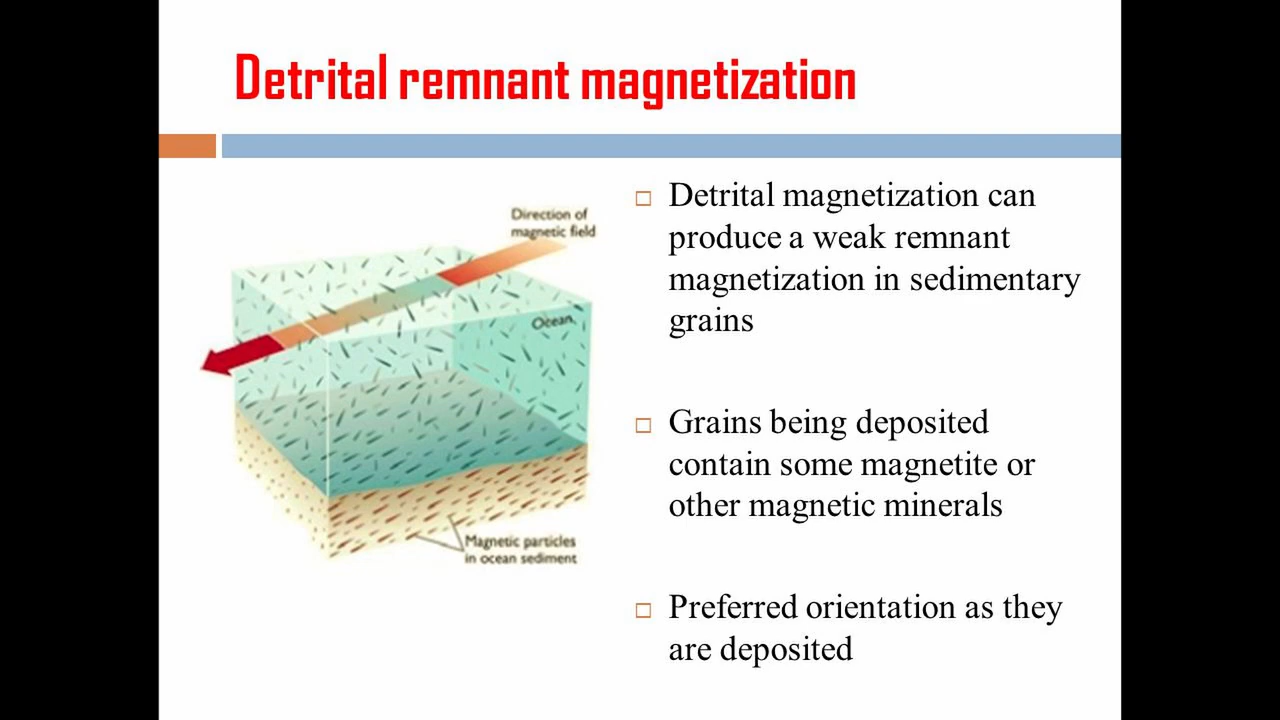 Detrital remnant magnetization
Direction of
magnetic field
Ocean
Magnetic particles
in ocean sediment
Detrital magnetization can
produce a weak remnant
magnetization in sedimentary
grains
Grains being deposited
contain some magnetite or
other magnetic minerals
Preferred orientation as they
are deposited